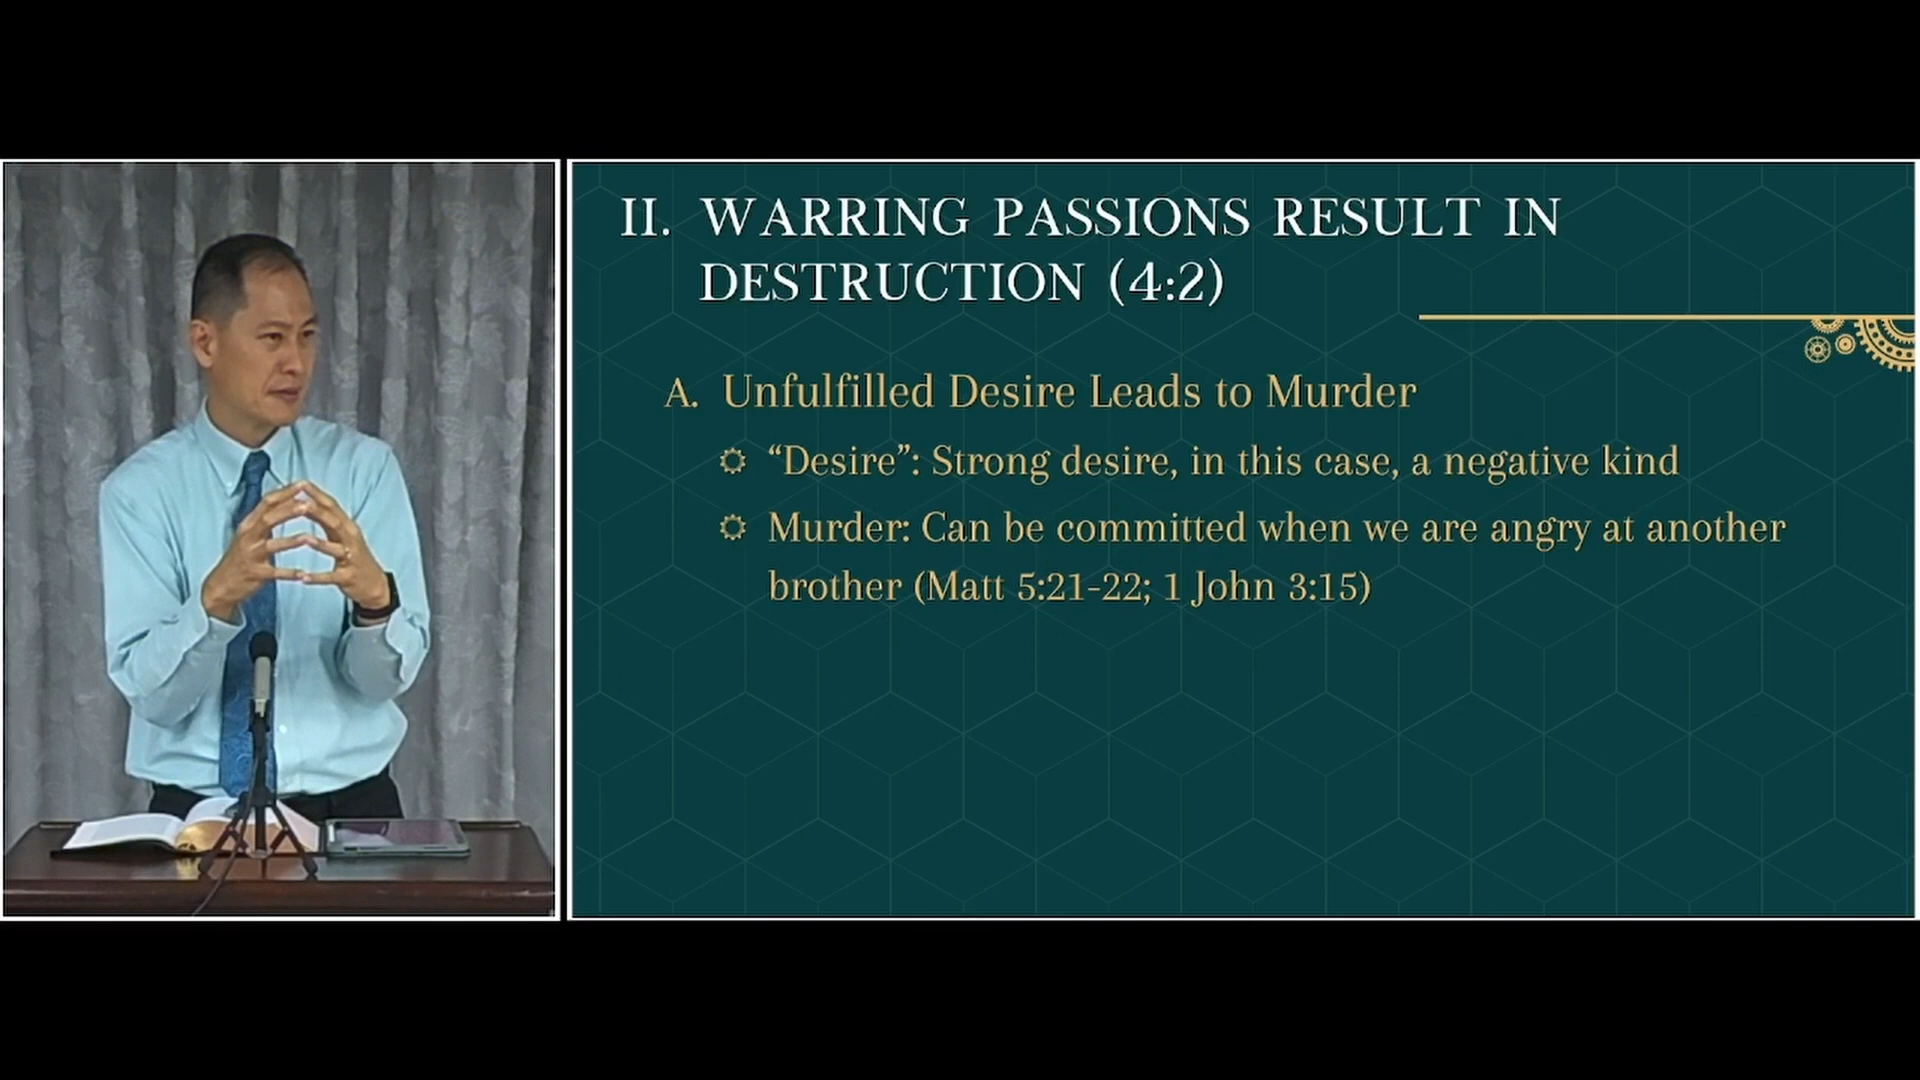 II. WARRING PASSIONS RESULT IN
DESTRUCTION (4:2)
A. Unfulfilled Desire Leads to Murder
“Desire”: Strong desire, in this case, a negative kind
Murder: Can be committed when we are angry at another
brother (Matt 5:21-22; 1 John 3:15)